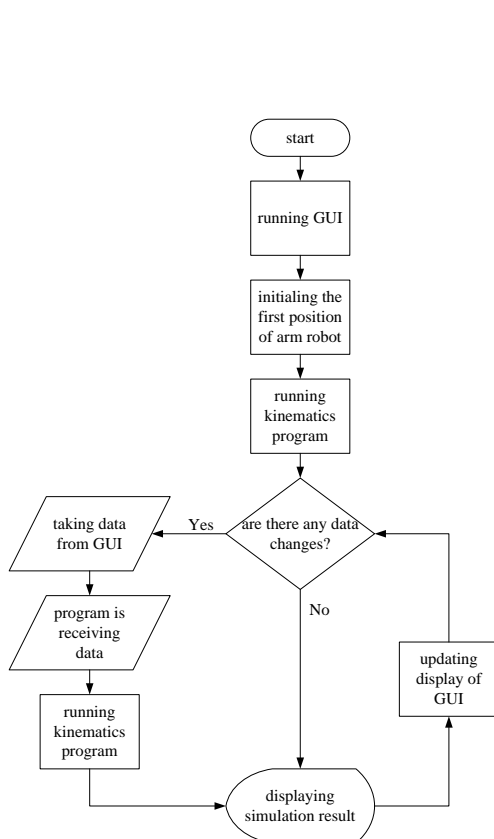 start
running GUI
initialing the
first position
of arm robot
running
kinematics
program
are there any data
changes?
Yes
No
taking data
from GUI
program is
receiving
data
running
kinematics
program
updating
display of
GUI
displaying
simulation result